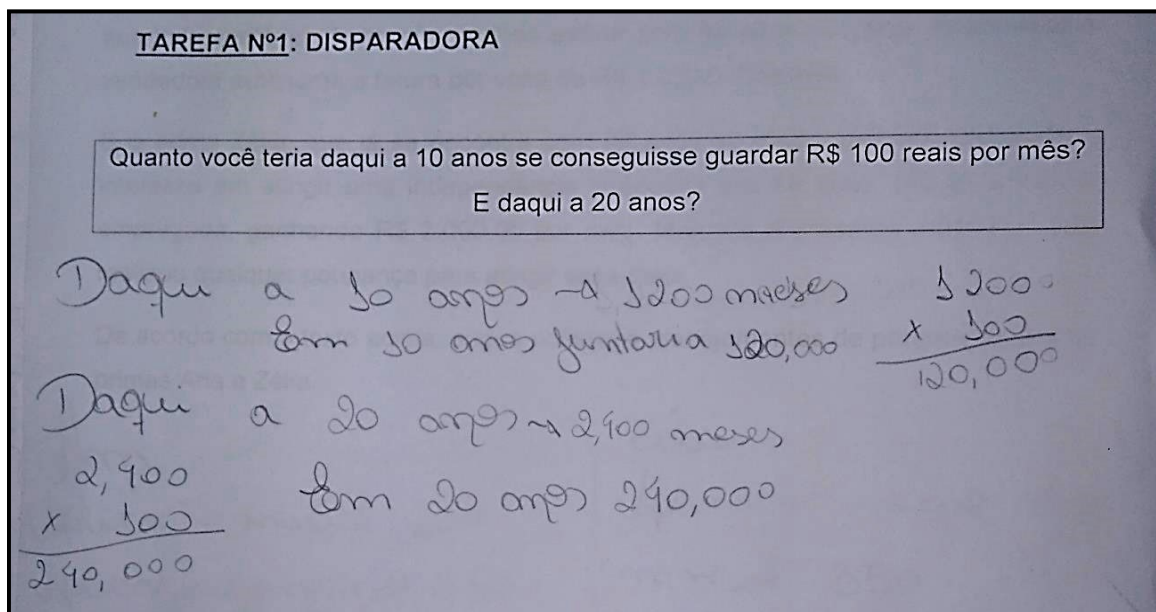 TAREFA Nº1: DISPARADORA
Quanto você teria daqui a 10 anos se conseguisse guardar R$ 100 reais por mês?
E daqui a 20 anos?
Daqui a 10 anos → 1200 meses
1200
Em 10 anos juntaria 120,000
x 100
120,000
Daqui a 20 anos → 2,400 meses
2,400
Em 20 anos 240,000
x 100
240,000